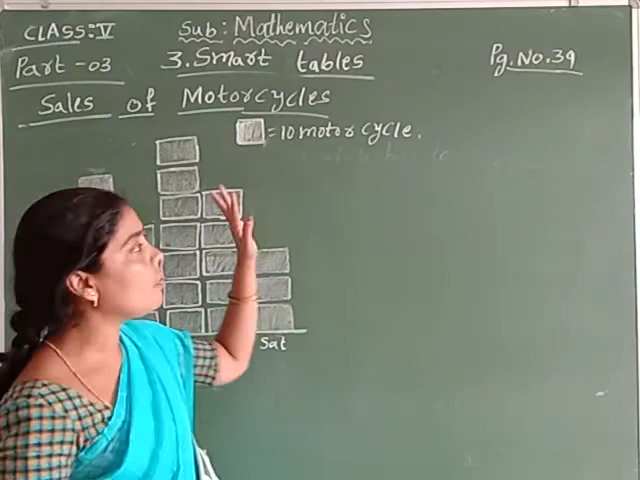 CLASS:V Sub: Mathematics
Part-03 3. Smart tables Pg.No.39
Sales of Motorcycles
= 10 motor cycle.
Sat